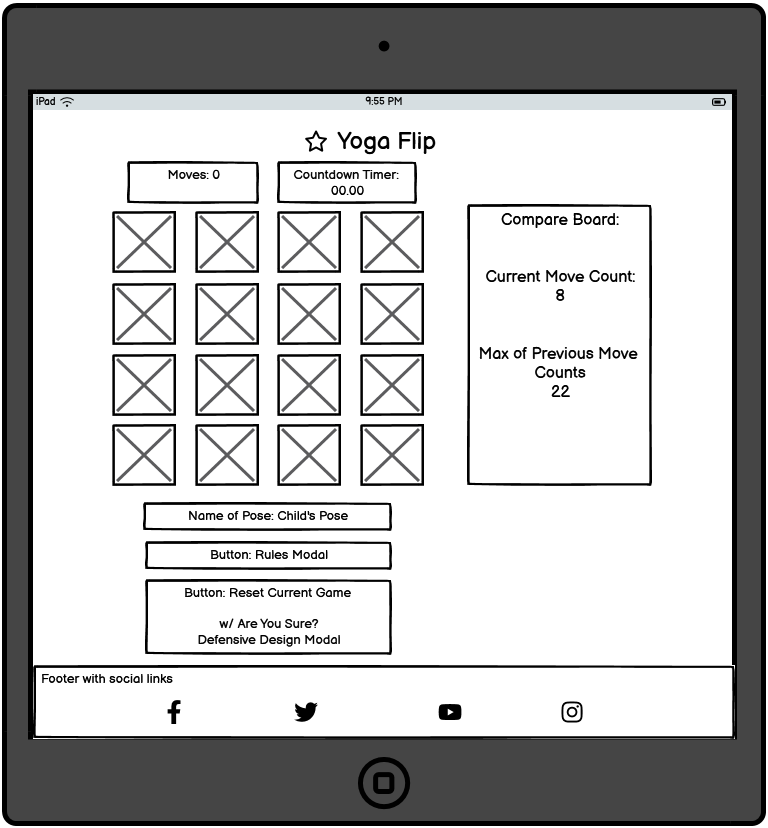 iPad
9:55 PM
Yoga Flip
Moves: 0
Countdown Timer:
00.00
Compare Board:
Current Move Count:
8
Max of Previous Move
Counts
22
Name of Pose: Child's Pose
Button: Rules Modal
Button: Reset Current Game
w/ Are You Sure?
Defensive Design Modal
Footer with social links